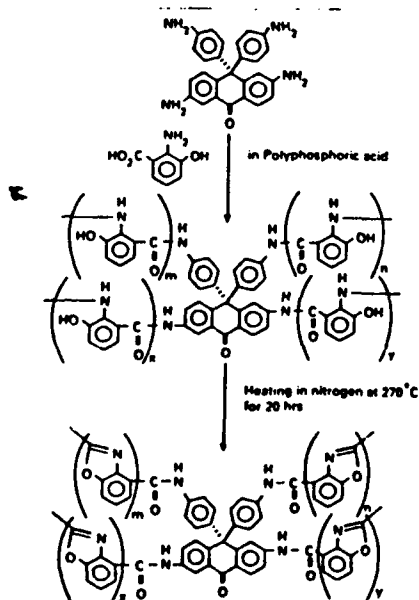 NH₂ NH₂
NH₂ NH₂
O
NH₂
HO₂C OH
in Polyphosphoric acid
H H H H
N N N N
HO C C OH
O m O n
H H
N H H N
HO C N N C OH
O x O O y
Heating in nitrogen at 270°C
for 20 hrs
N H H N
O C N N C O
O m O n
N H H N
O C N N C O
O x O O y